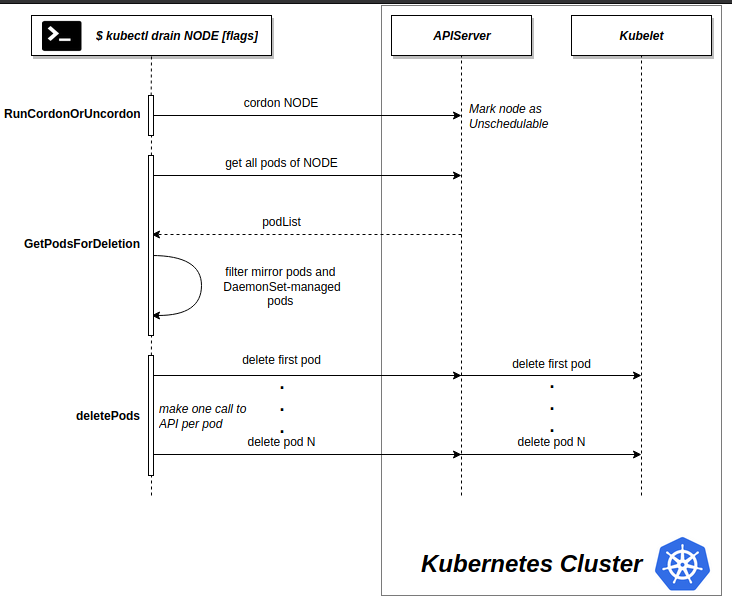 $ kubectl drain NODE [flags]
APIServer
Kubelet
RunCordonOrUncordon
cordon NODE
Mark node as
Unschedulable
get all pods of NODE
podList
GetPodsForDeletion
filter mirror pods and
DaemonSet-managed
pods
delete first pod
delete first pod
deletePods
make one call to
API per pod
delete pod N
delete pod N
Kubernetes Cluster